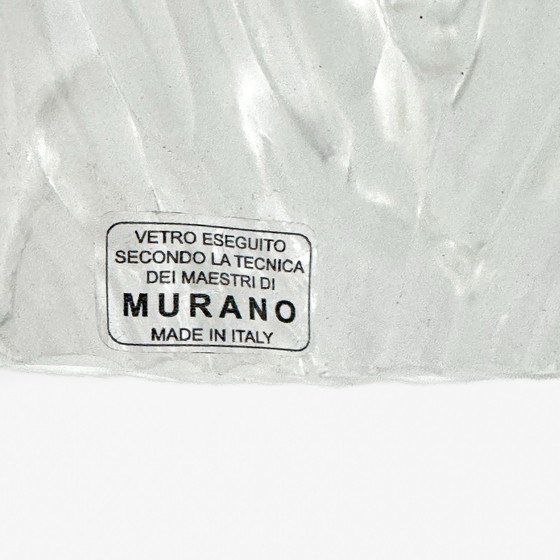 VETRO ESEGUITO
SECONDO LA TECNICA
DEI MAESTRI DI
MURANO
MADE IN ITALY